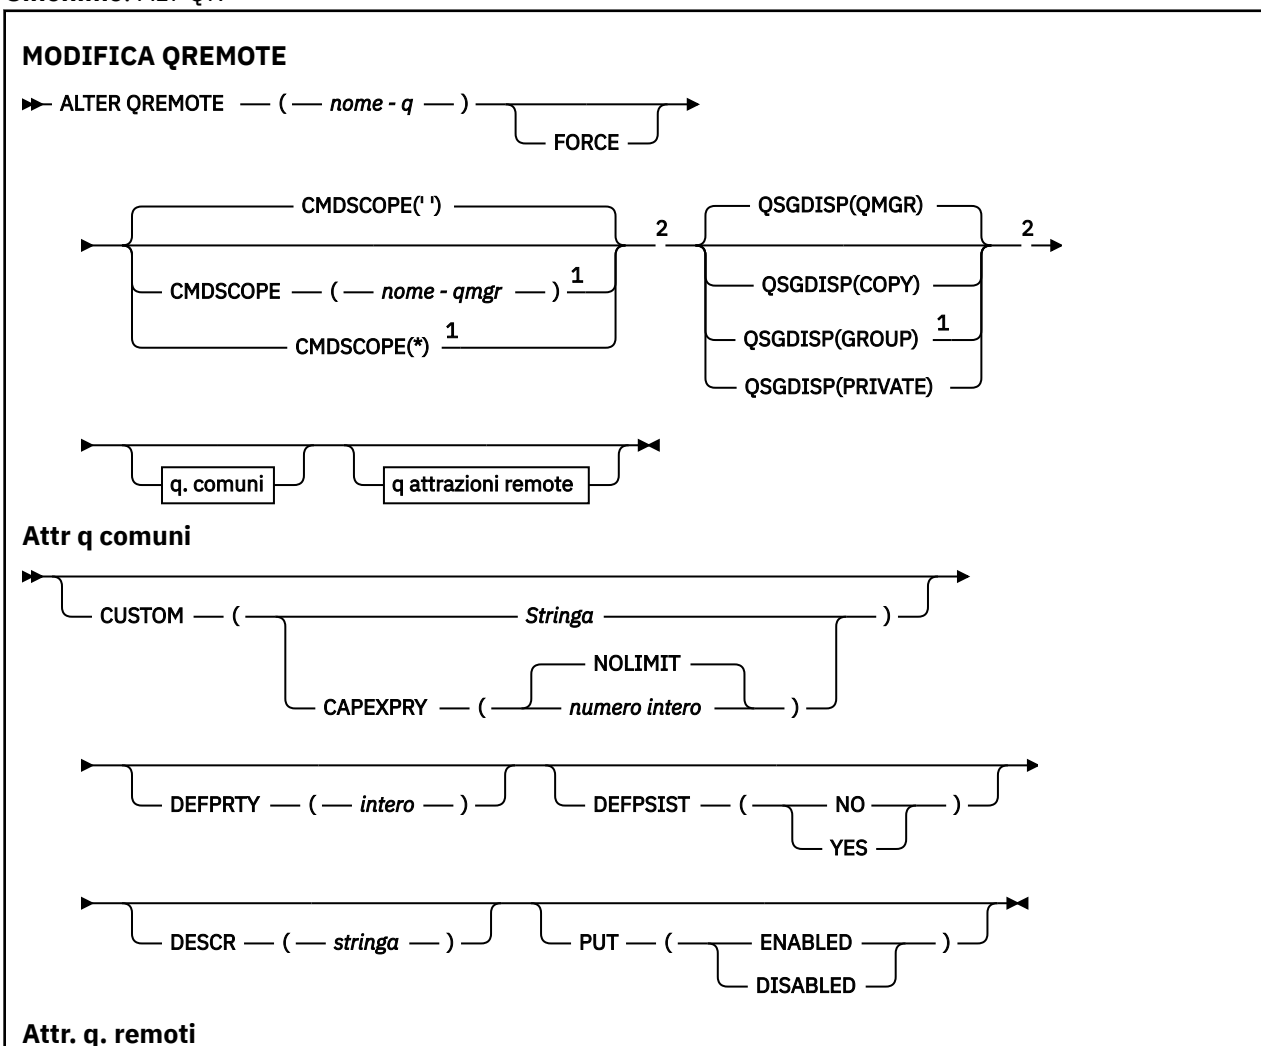 MODIFICA QREMOTE
ALTER QREMOTE ( nome - q )
FORCE
CMDSCOPE(' ')
CMDSCOPE ( nome - qmgr ) 1
CMDSCOPE(*) 1
2
QSGDISP(QMGR)
QSGDISP(COPY)
QSGDISP(GROUP) 1
QSGDISP(PRIVATE)
2
q. comuni
q attrazioni remote
Attr q comuni
CUSTOM ( Stringa )
CAPEXPRY ( NOLIMIT
numero intero )
DEFPRTY ( intero )
DEFPSIST ( NO )
YES
DESCR ( stringa )
PUT ( ENABLED )
DISABLED
Attr. q. remoti